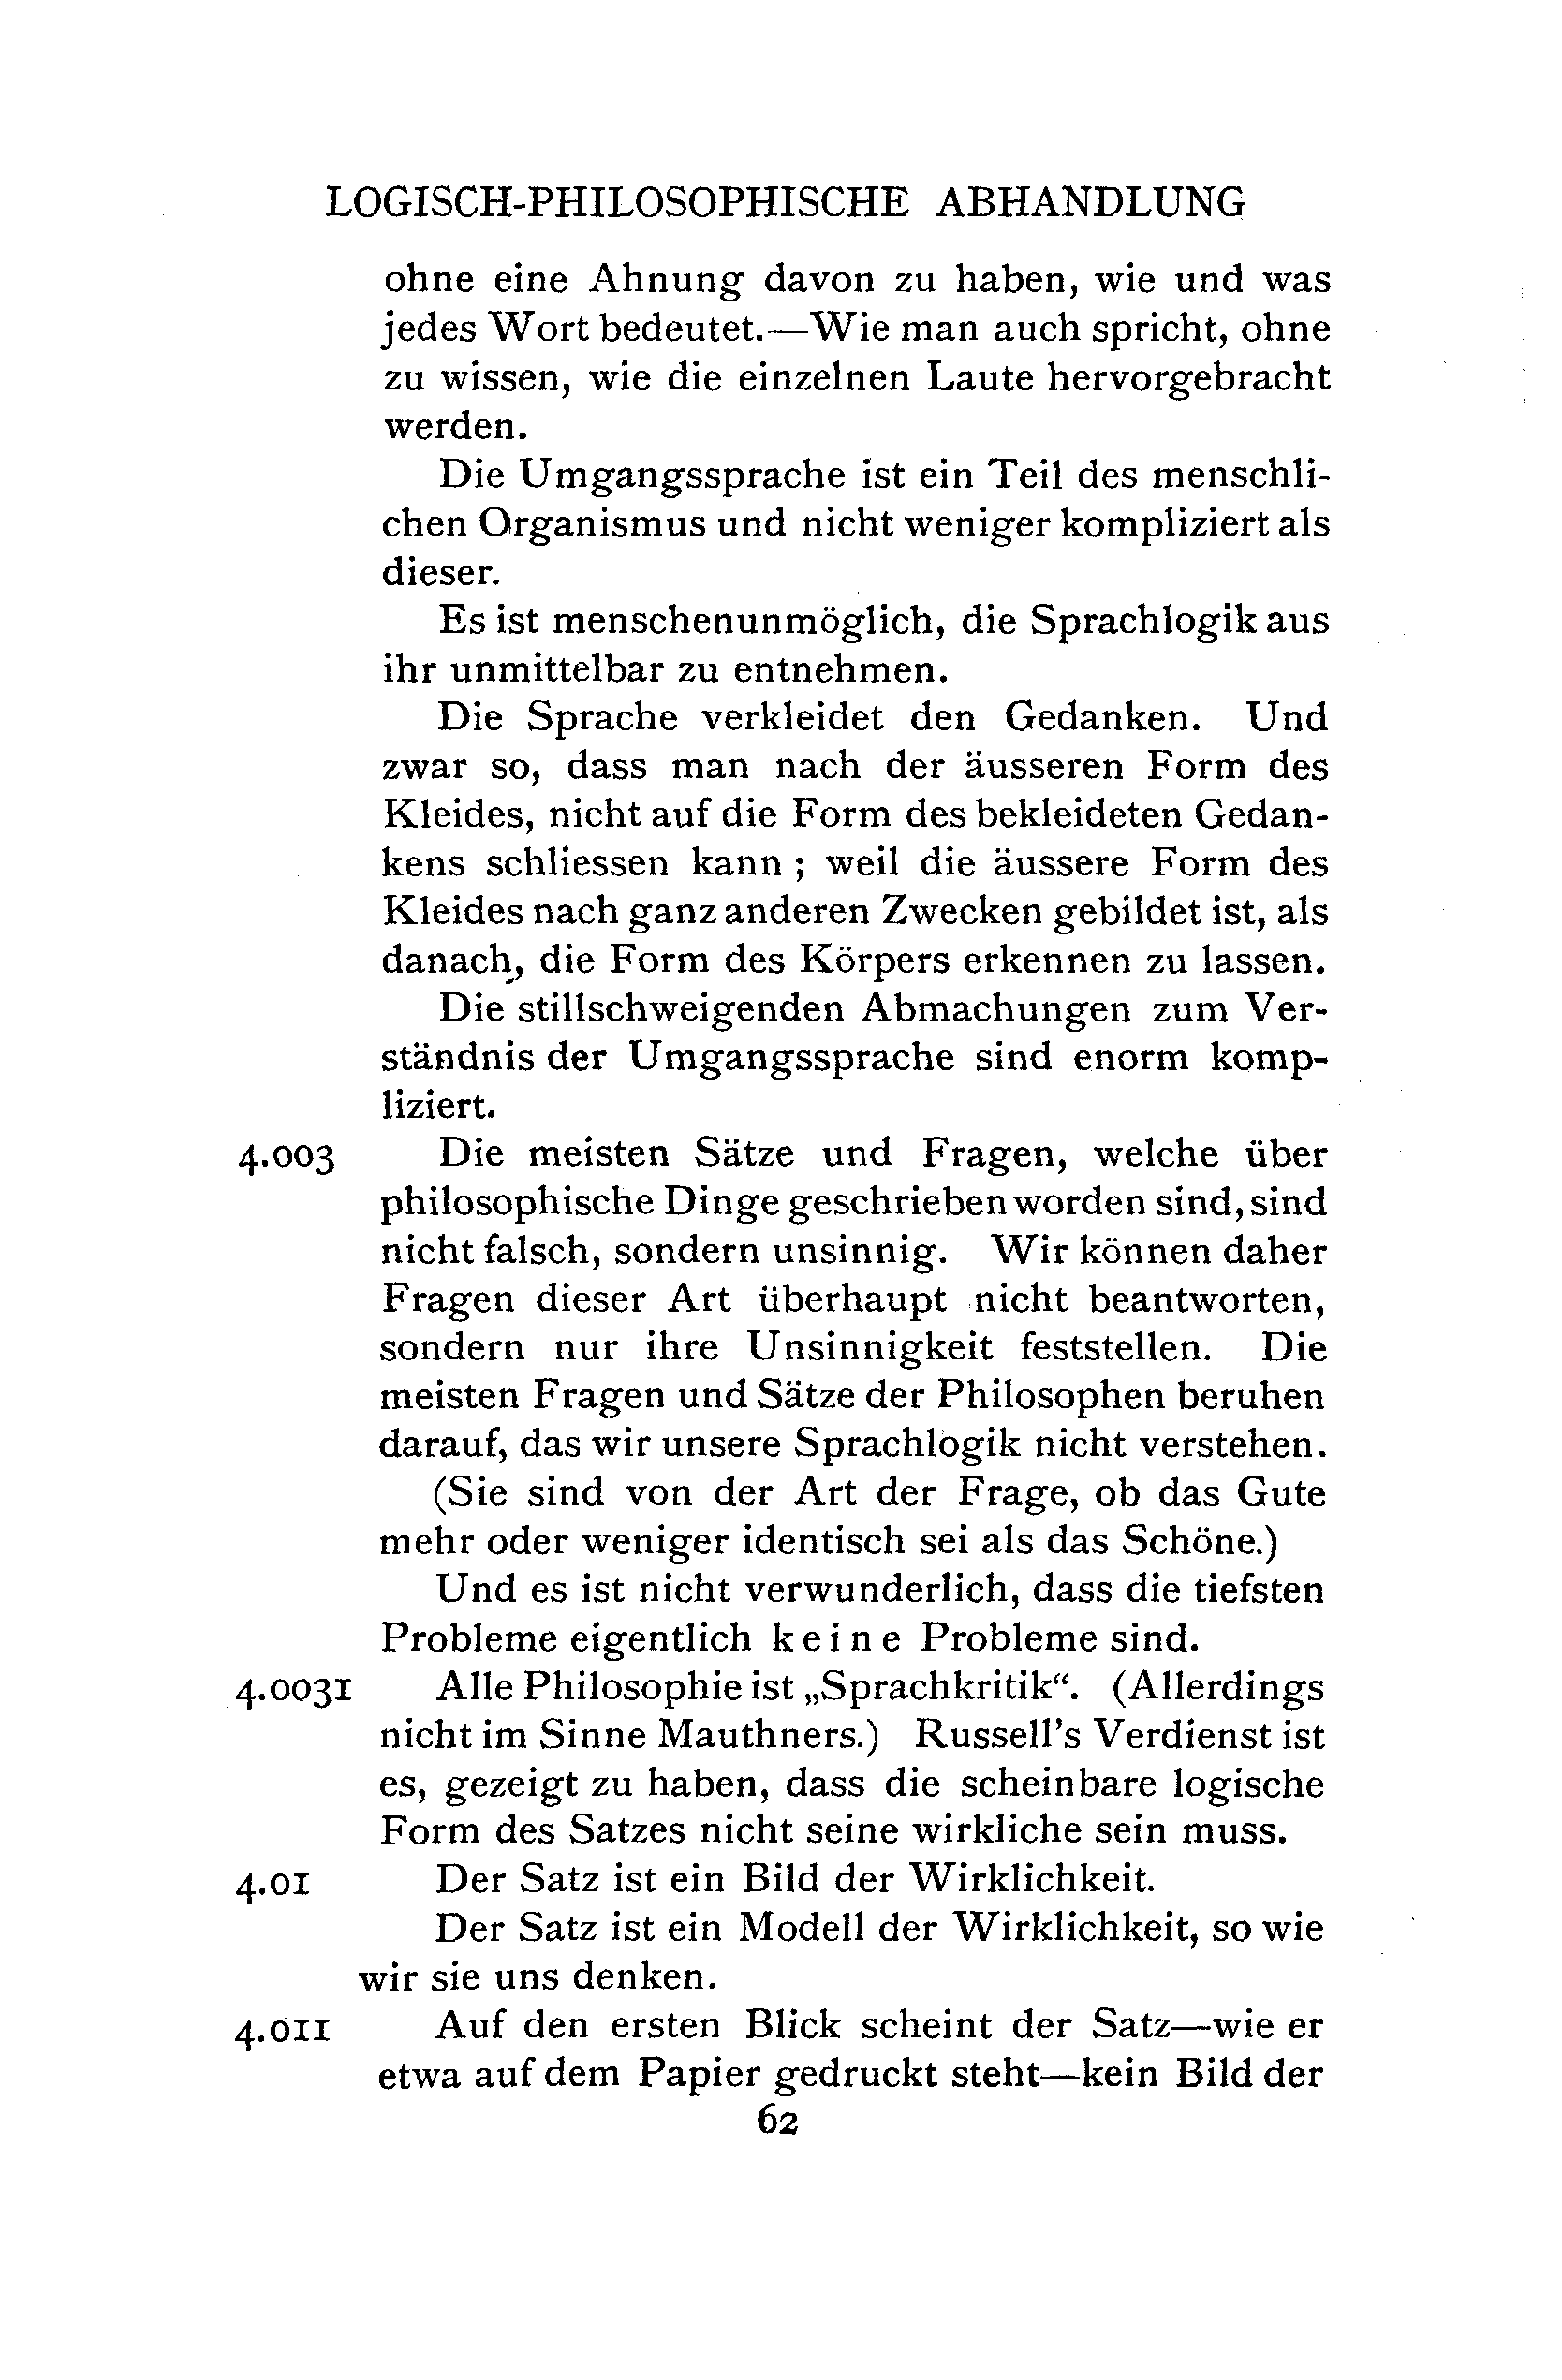 LOGISCH-PHILOSOPHISCHE ABHANDLUNG
ohne eine Ahnung davon zu haben, wie und was
jedes Wort bedeutet.—Wie man auch spricht, ohne
zu wissen, wie die einzelnen Laute hervorgebracht
werden.
Die Umgangssprache ist ein Teil des menschli-
chen Organismus und nicht weniger kompliziert als
dieser.
Es ist menschenunmöglich, die Sprachlogik aus
ihr unmittelbar zu entnehmen.
Die Sprache verkleidet den Gedanken. Und
zwar so, dass man nach der äusseren Form des
Kleides, nicht auf die Form des bekleideten Gedan-
kens schliessen kann ; weil die äussere Form des
Kleides nach ganz anderen Zwecken gebildet ist, als
danach, die Form des Körpers erkennen zu lassen.
Die stillschweigenden Abmachungen zum Ver-
ständnis der Umgangssprache sind enorm komp-
liziert.
4.003 Die meisten Sätze und Fragen, welche über
philosophische Dinge geschrieben worden sind, sind
nicht falsch, sondern unsinnig. Wir können daher
Fragen dieser Art überhaupt nicht beantworten,
sondern nur ihre Unsinnigkeit feststellen. Die
meisten Fragen und Sätze der Philosophen beruhen
darauf, das wir unsere Sprachlogik nicht verstehen.
(Sie sind von der Art der Frage, ob das Gute
mehr oder weniger identisch sei als das Schöne.)
Und es ist nicht verwunderlich, dass die tiefsten
Probleme eigentlich k e i n e Probleme sind.
4.0031 Alle Philosophie ist „Sprachkritik“. (Allerdings
nicht im Sinne Mauthners.) Russell's Verdienst ist
es, gezeigt zu haben, dass die scheinbare logische
Form des Satzes nicht seine wirkliche sein muss.
4.01 Der Satz ist ein Bild der Wirklichkeit.
Der Satz ist ein Modell der Wirklichkeit, so wie
wir sie uns denken.
4.011 Auf den ersten Blick scheint der Satz—wie er
etwa auf dem Papier gedruckt steht—kein Bild der
62